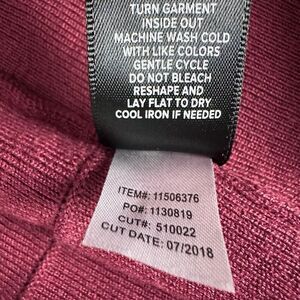 TURN GARMENT
INSIDE OUT
MACHINE WASH COLD
WITH LIKE COLORS
GENTLE CYCLE
DO NOT BLEACH
RESHAPE AND
LAY FLAT TO DRY
COOL IRON IF NEEDED
ITEM#: 11506376
PO#: 1130819
CUT#: 510022
CUT DATE: 07/2018